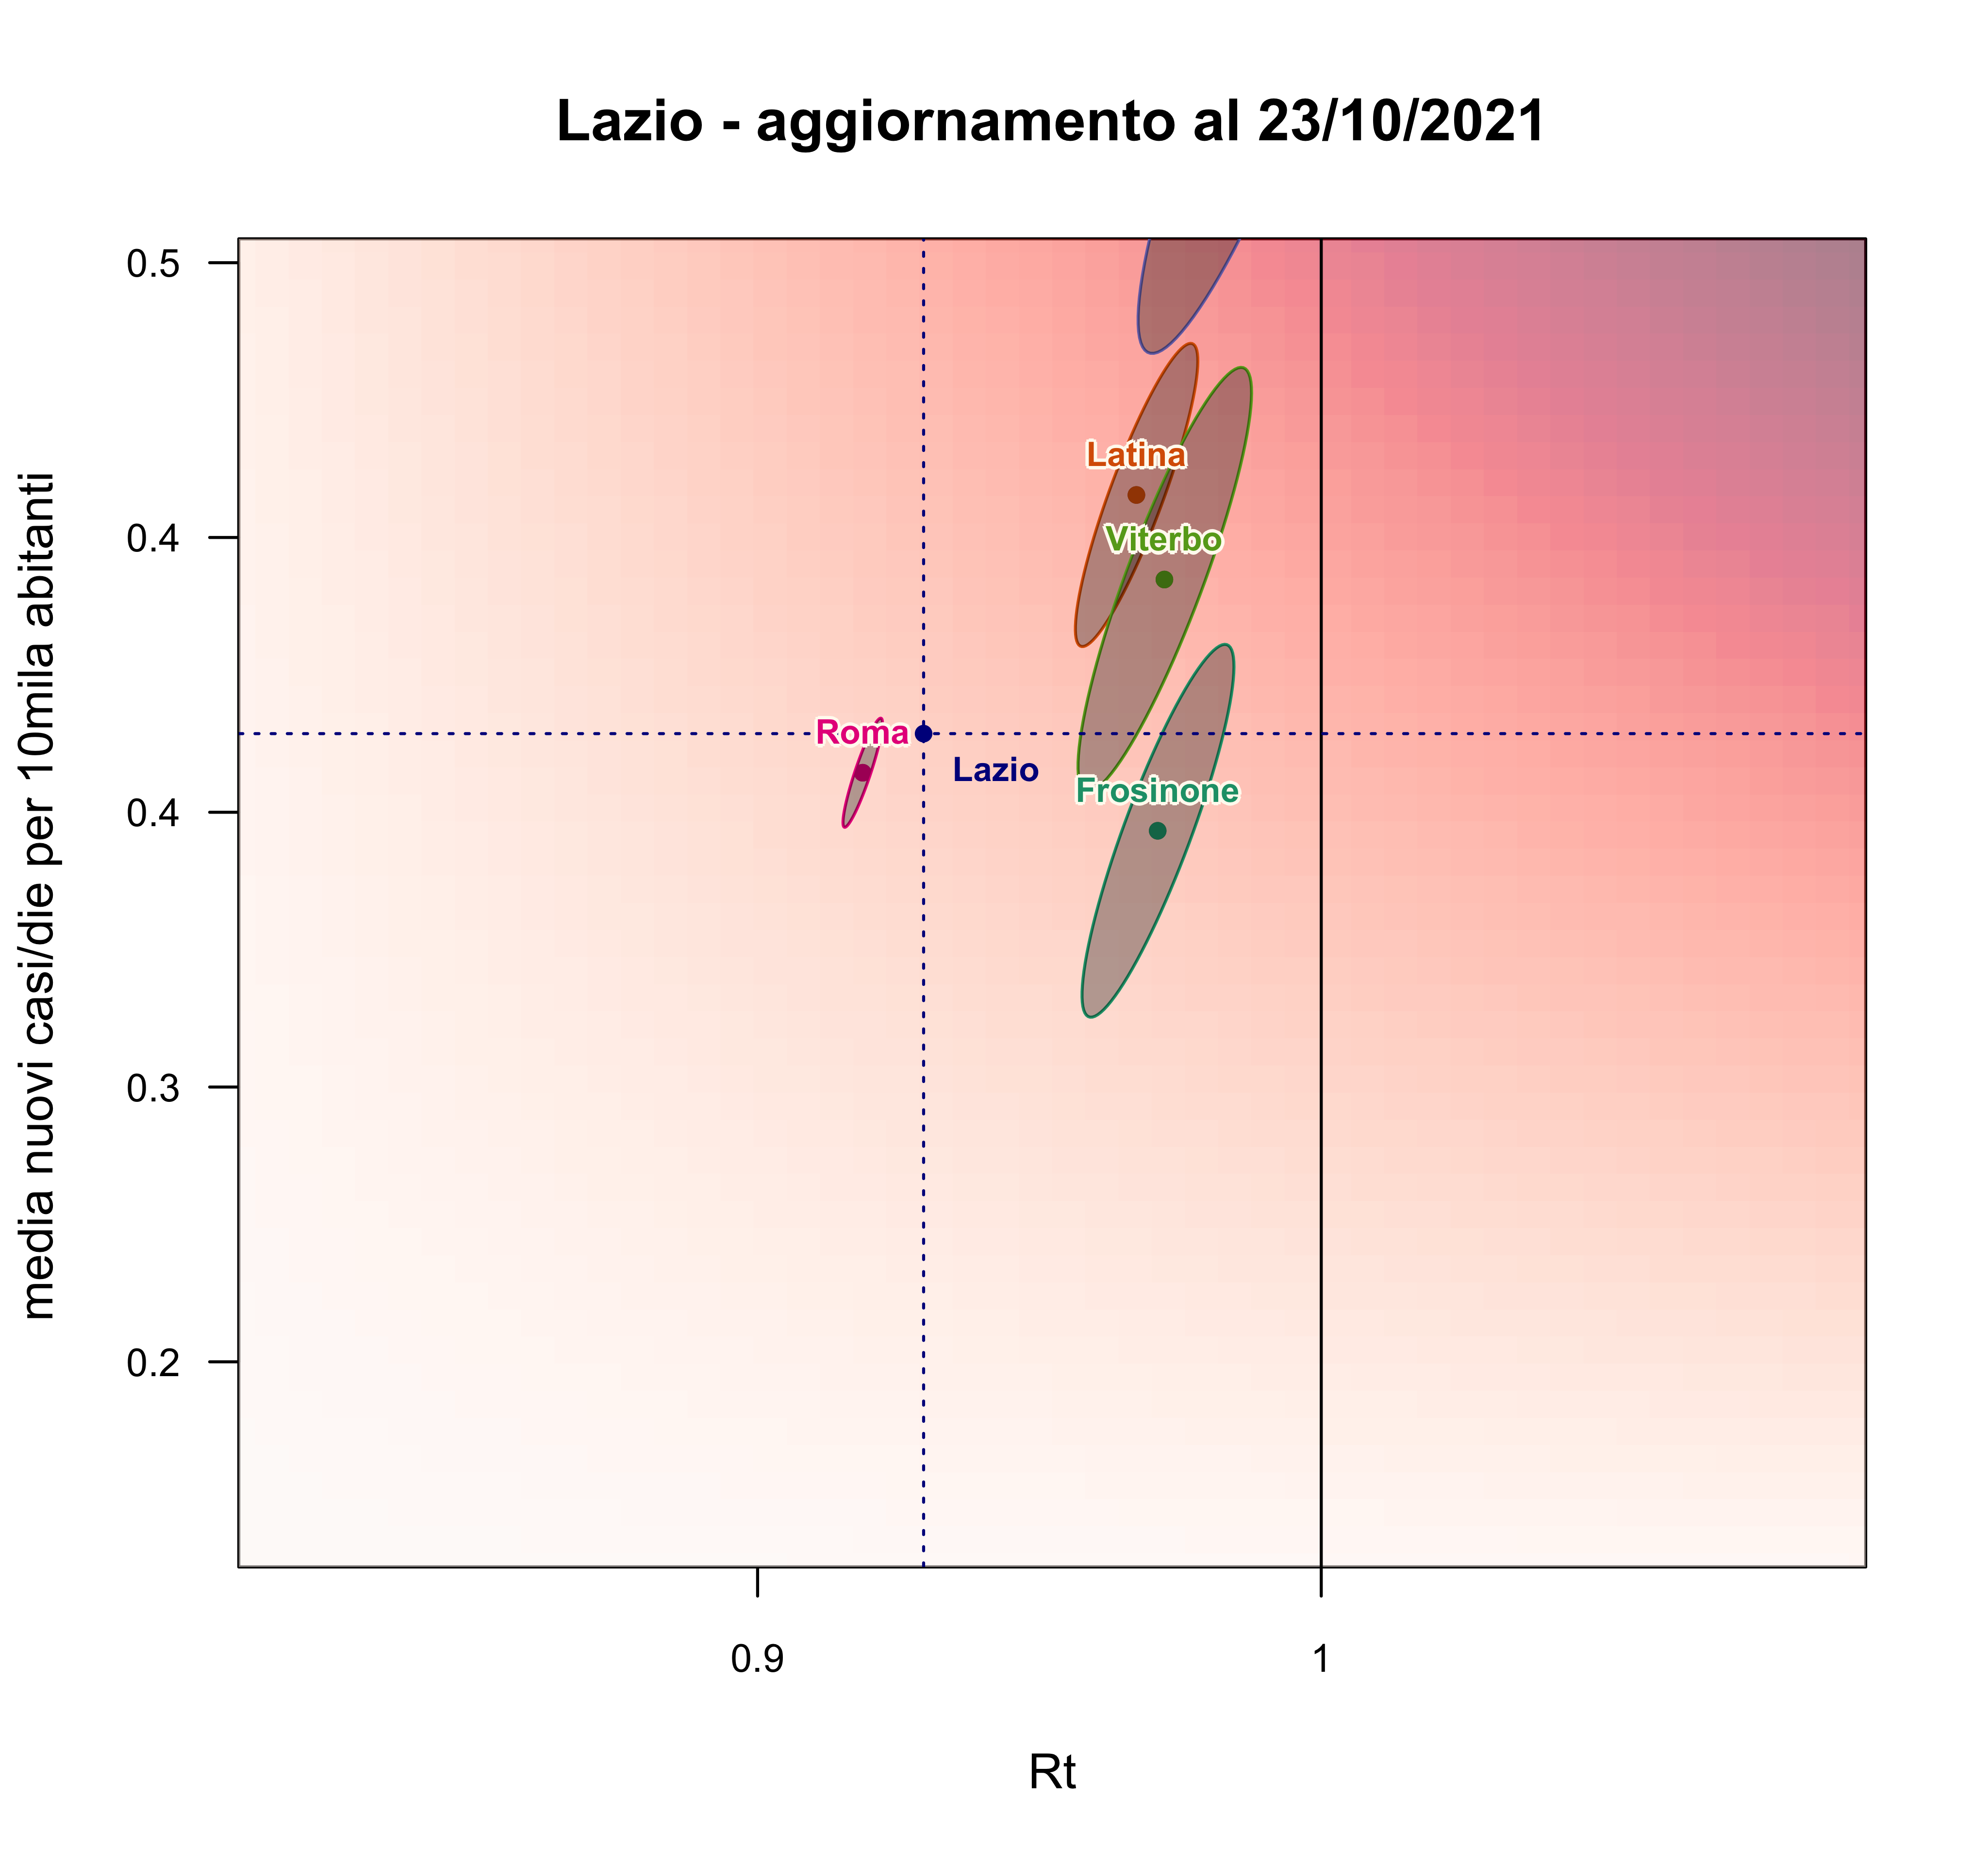 Lazio - aggiornamento al 23/10/2021
media nuovi casi/die per 10mila abitanti
0.5
0.4
0.4
0.3
0.2
Latina
Viterbo
Roma
Lazio
Frosinone
0.9
1
Rt